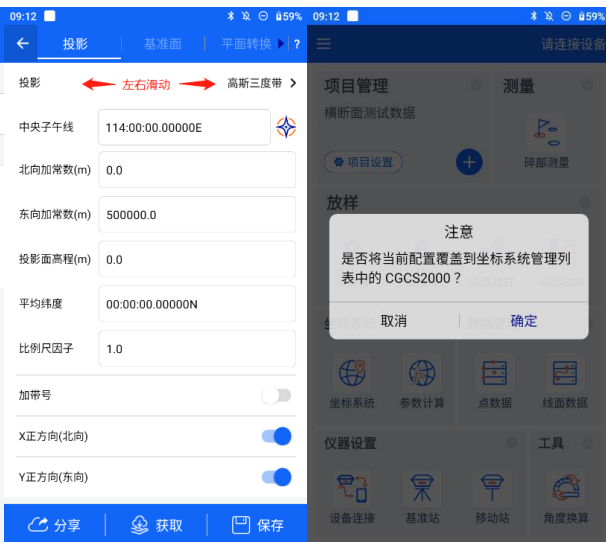 09:12
59%
投影
基准面
平面转换
?
投影
左右滑动
高斯三度带
中央子午线
114:00:00.00000E
北向加常数(m)
0.0
东向加常数(m)
500000.0
投影面高程(m)
0.0
平均纬度
00:00:00.00000N
比例尺因子
1.0
加带号
X正方向(北向)
Y正方向(东向)
分享
获取
保存
09:12
59%
请连接设备
项目管理
测量
横断面测试数据
项目设置
碎部测量
放样
注意
是否将当前配置覆盖到坐标系统管理列
表中的 CGCS2000？
取消
确定
坐标系统
参数计算
点数据
线面数据
仪器设置
工具
设备连接
基准站
移动站
角度换算